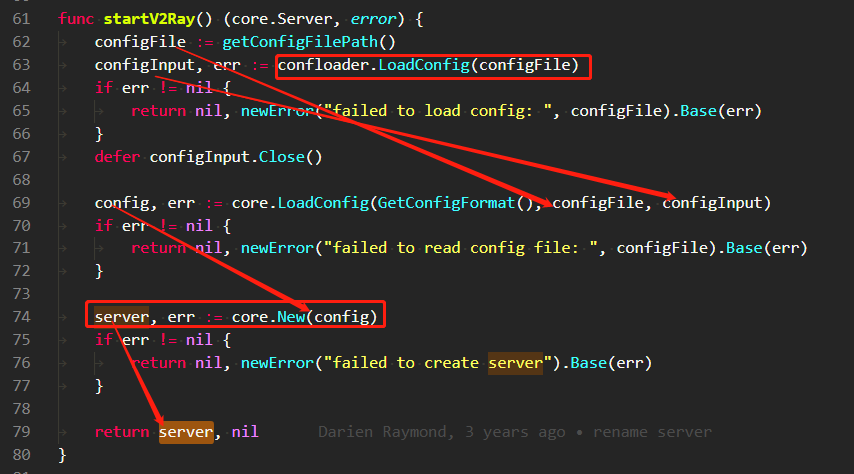 61 func startV2Ray() (core.Server, error) {
62 configFile := getConfigFilePath()
63 configInput, err := confloader.LoadConfig(configFile)
64 if err != nil {
65 return nil, newError("failed to load config: ", configFile).Base(err)
66 }
67 defer configInput.Close()
68
69 config, err := core.LoadConfig(GetConfigFormat(), configFile, configInput)
70 if err != nil {
71 return nil, newError("failed to read config file: ", configFile).Base(err)
72 }
73
74 server, err := core.New(config)
75 if err != nil {
76 return nil, newError("failed to create server").Base(err)
77 }
78
79 return server, nil Darien Raymond, 3 years ago • rename server
80 }